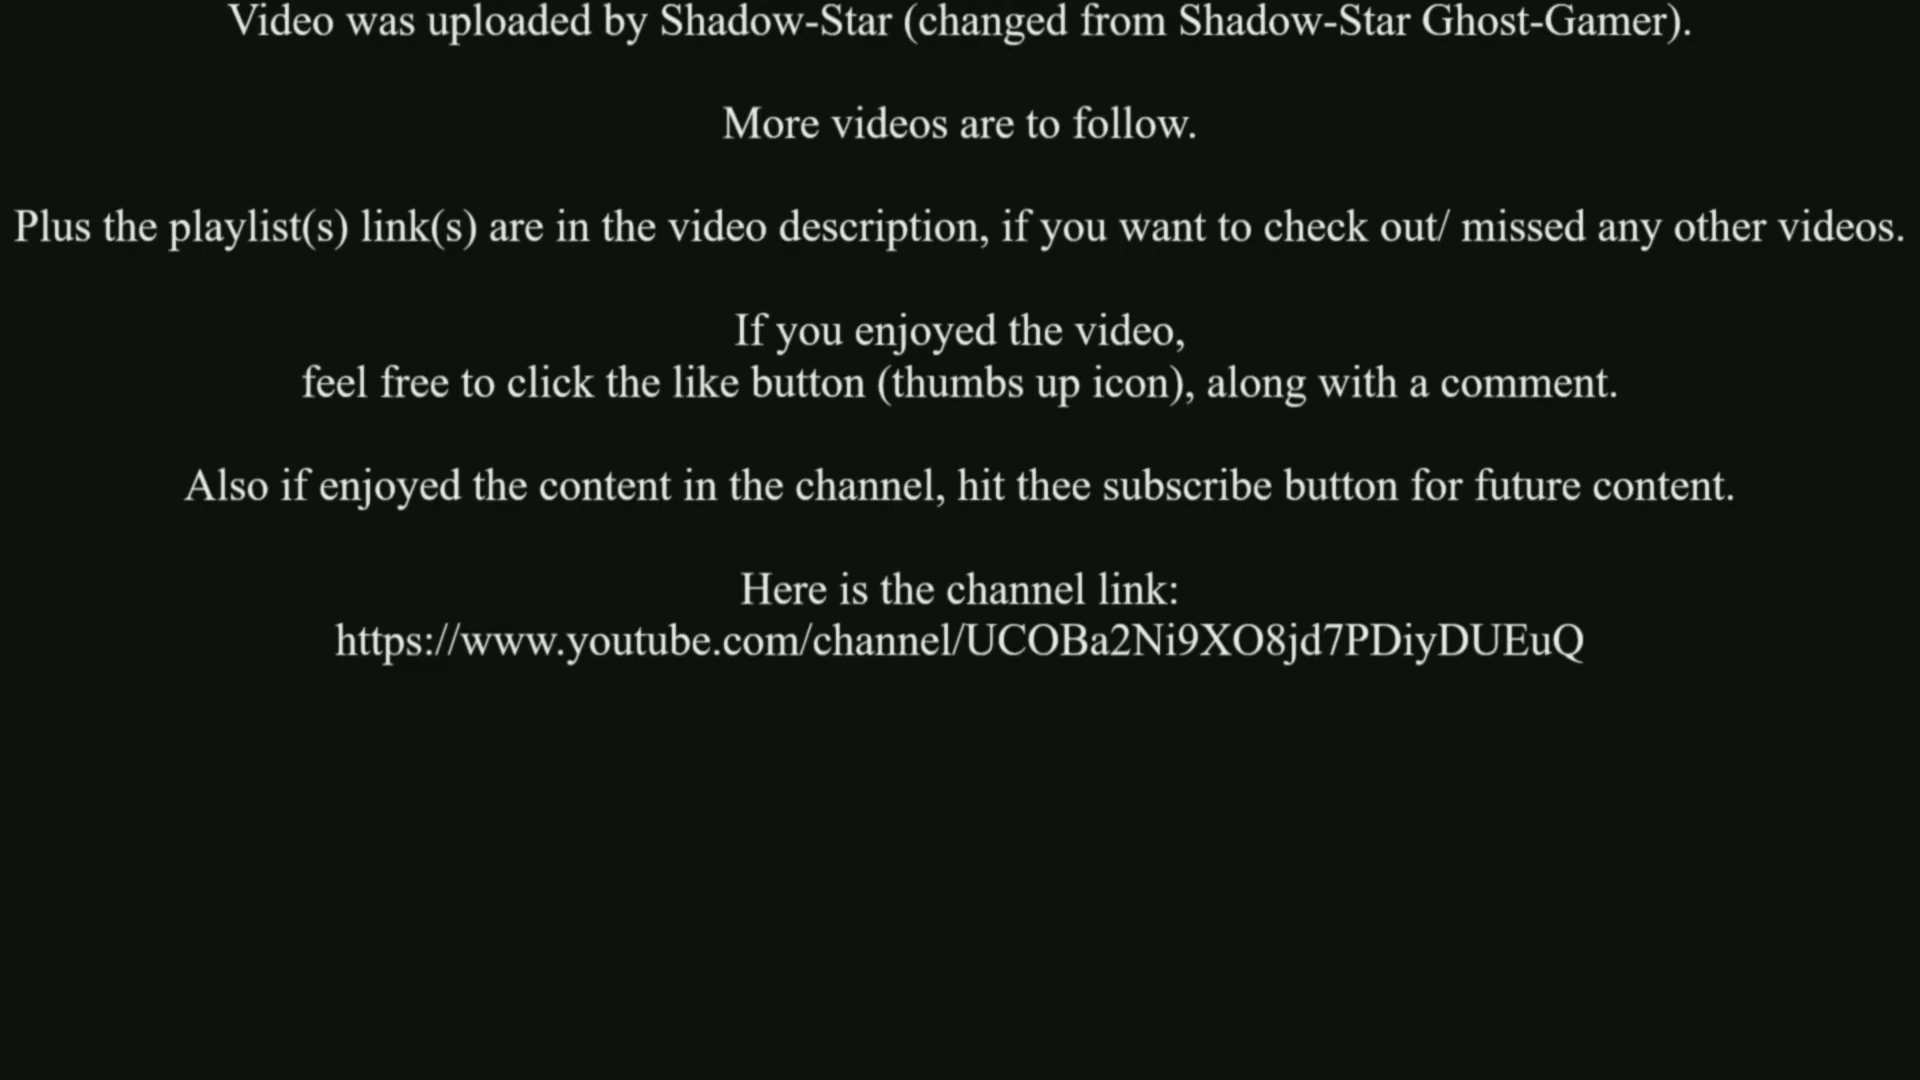 Video was uploaded by Shadow-Star (changed from Shadow-Star Ghost-Gamer).
More videos are to follow.
Plus the playlist(s) link(s) are in the video description, if you want to check out/ missed any other videos.
If you enjoyed the video,
feel free to click the like button (thumbs up icon), along with a comment.
Also if enjoyed the content in the channel, hit thee subscribe button for future content.
Here is the channel link:
https://www.youtube.com/channel/UCOBa2Ni9XO8jd7PDiyDUEuQ